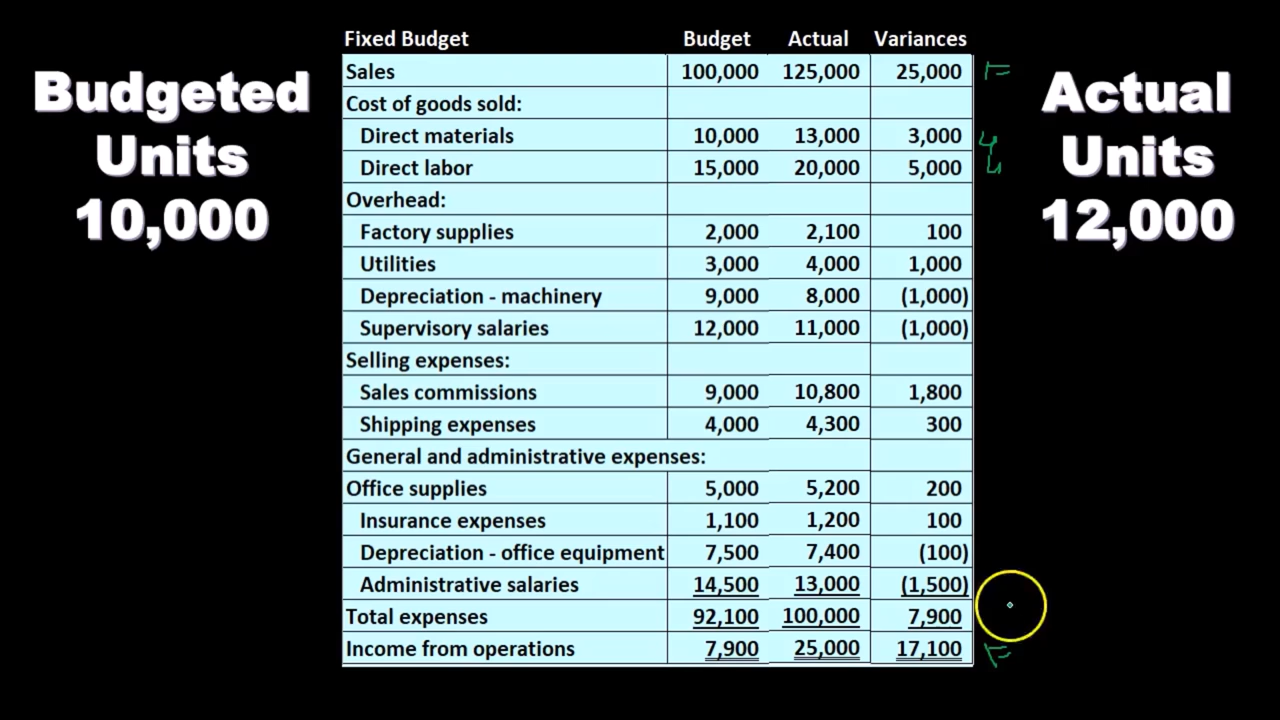 Fixed Budget Budget Actual Variances
Budgeted
Units
10,000
Sales 100,000 125,000 25,000 F
Cost of goods sold:
Direct materials 10,000 13,000 3,000 U
Direct labor 15,000 20,000 5,000 U
Overhead:
Factory supplies 2,000 2,100 100
Utilities 3,000 4,000 1,000
Depreciation - machinery 9,000 8,000 (1,000)
Supervisory salaries 12,000 11,000 (1,000)
Selling expenses:
Sales commissions 9,000 10,800 1,800
Shipping expenses 4,000 4,300 300
General and administrative expenses:
Office supplies 5,000 5,200 200
Insurance expenses 1,100 1,200 100
Depreciation - office equipment 7,500 7,400 (100)
Administrative salaries 14,500 13,000 (1,500)
Total expenses 92,100 100,000 7,900
Income from operations 7,900 25,000 17,100 F
Actual
Units
12,000